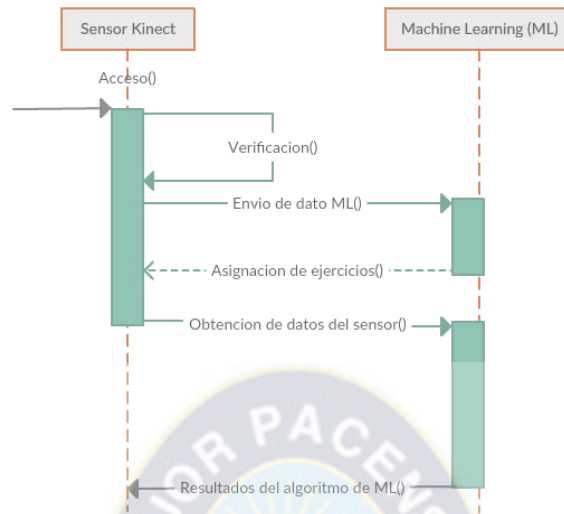 Sensor Kinect
Machine Learning (ML)
Acceso()
Verificacion()
Envio de dato ML()
Asignacion de ejercicios()
Obtencion de datos del sensor()
Resultados del algoritmo de ML()